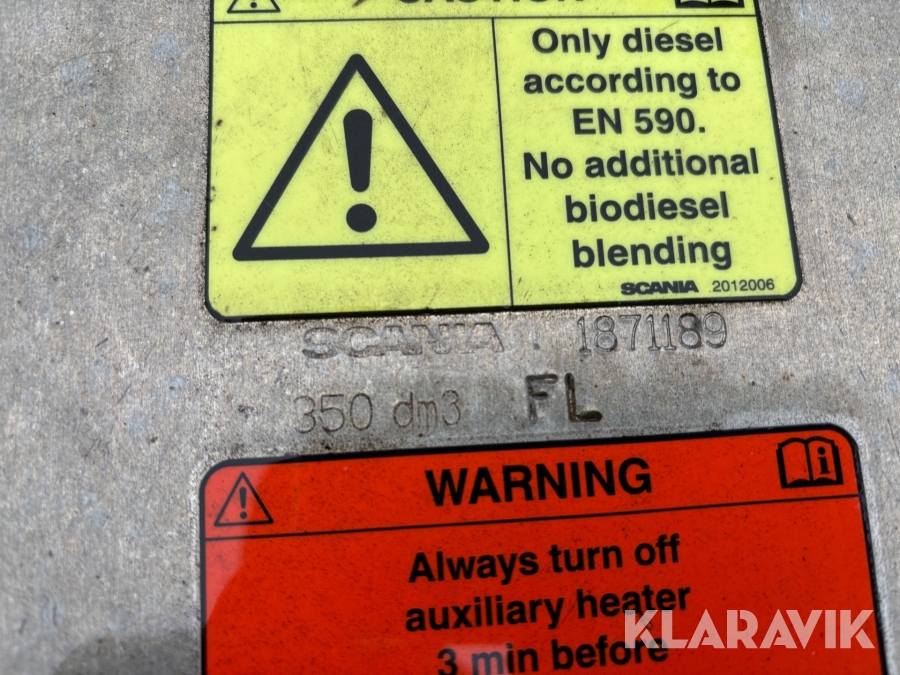 CAUTION
Only diesel
according to
EN 590.
No additional
biodiesel
blending
SCANIA 2012006
SCANIA . 1871189
350 dm3 FL
WARNING
Always turn off
auxiliary heater
3 min before
KLARAVIK